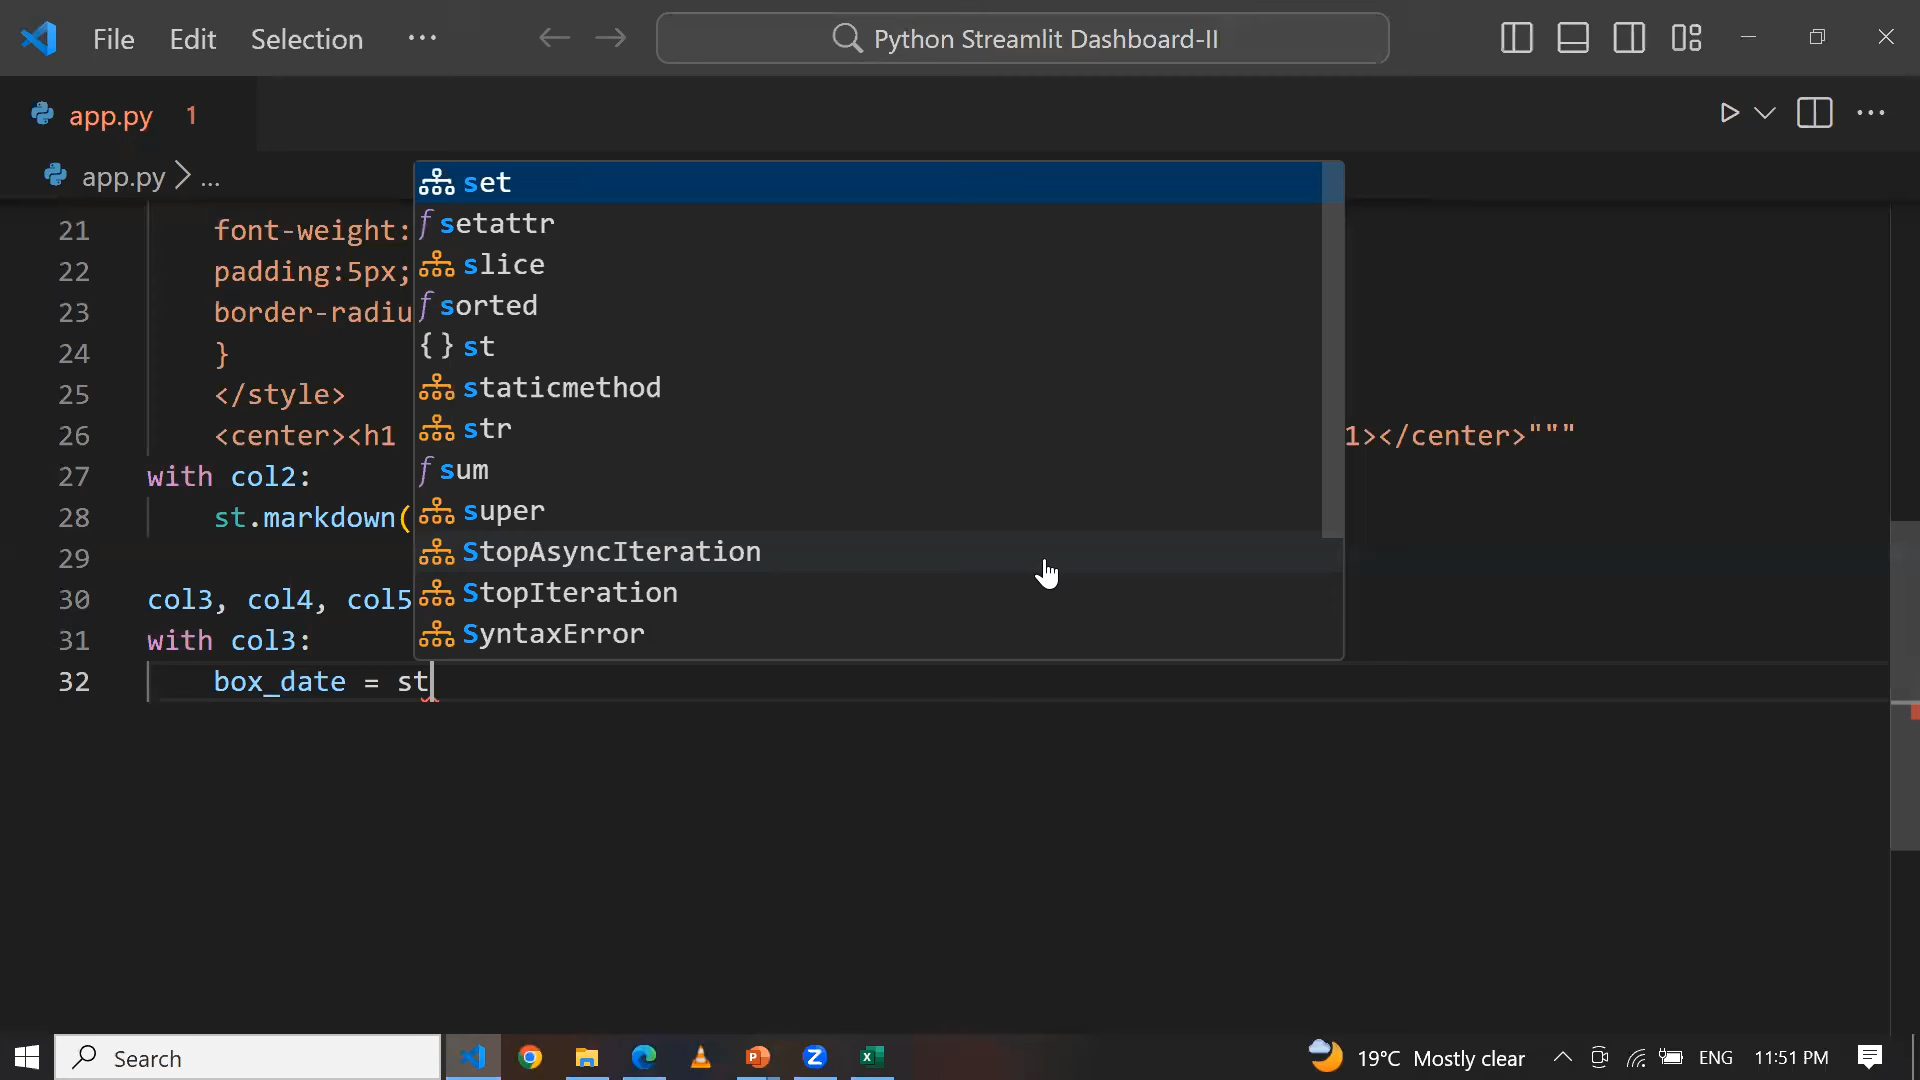 File Edit Selection ··· Python Streamlit Dashboard-II
app.py 1
app.py > ...
set
setattr
slice
sorted
st
staticmethod
str
sum
super
StopAsyncIteration
StopIteration
SyntaxError
21 font-weight:
22 padding:5px;
23 border-radiu
24 }
25 </style>
26 <center><h1 1></center>"""
27 with col2:
28 st.markdown(
29
30 col3, col4, col5
31 with col3:
32 box_date = st
Search 19°C Mostly clear ENG 11:51 PM